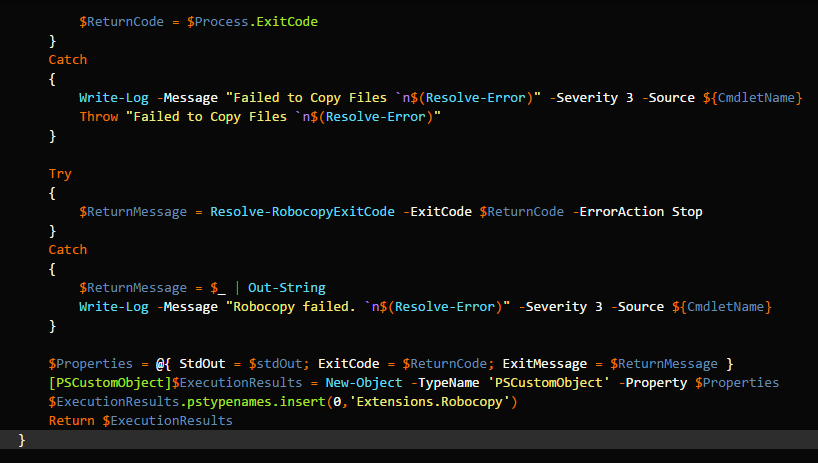 $ReturnCode = $Process.ExitCode
}
Catch
{
Write-Log -Message "Failed to Copy Files `n$(Resolve-Error)" -Severity 3 -Source ${CmdletName}
Throw "Failed to Copy Files `n$(Resolve-Error)"
}
Try
{
$ReturnMessage = Resolve-RobocopyExitCode -ExitCode $ReturnCode -ErrorAction Stop
}
Catch
{
$ReturnMessage = $_ | Out-String
Write-Log -Message "Robocopy failed. `n$(Resolve-Error)" -Severity 3 -Source ${CmdletName}
}
$Properties = @{ StdOut = $stdOut; ExitCode = $ReturnCode; ExitMessage = $ReturnMessage }
[PSCustomObject]$ExecutionResults = New-Object -TypeName 'PSCustomObject' -Property $Properties
$ExecutionResults.pstypenames.insert(0,'Extensions.Robocopy')
Return $ExecutionResults
}